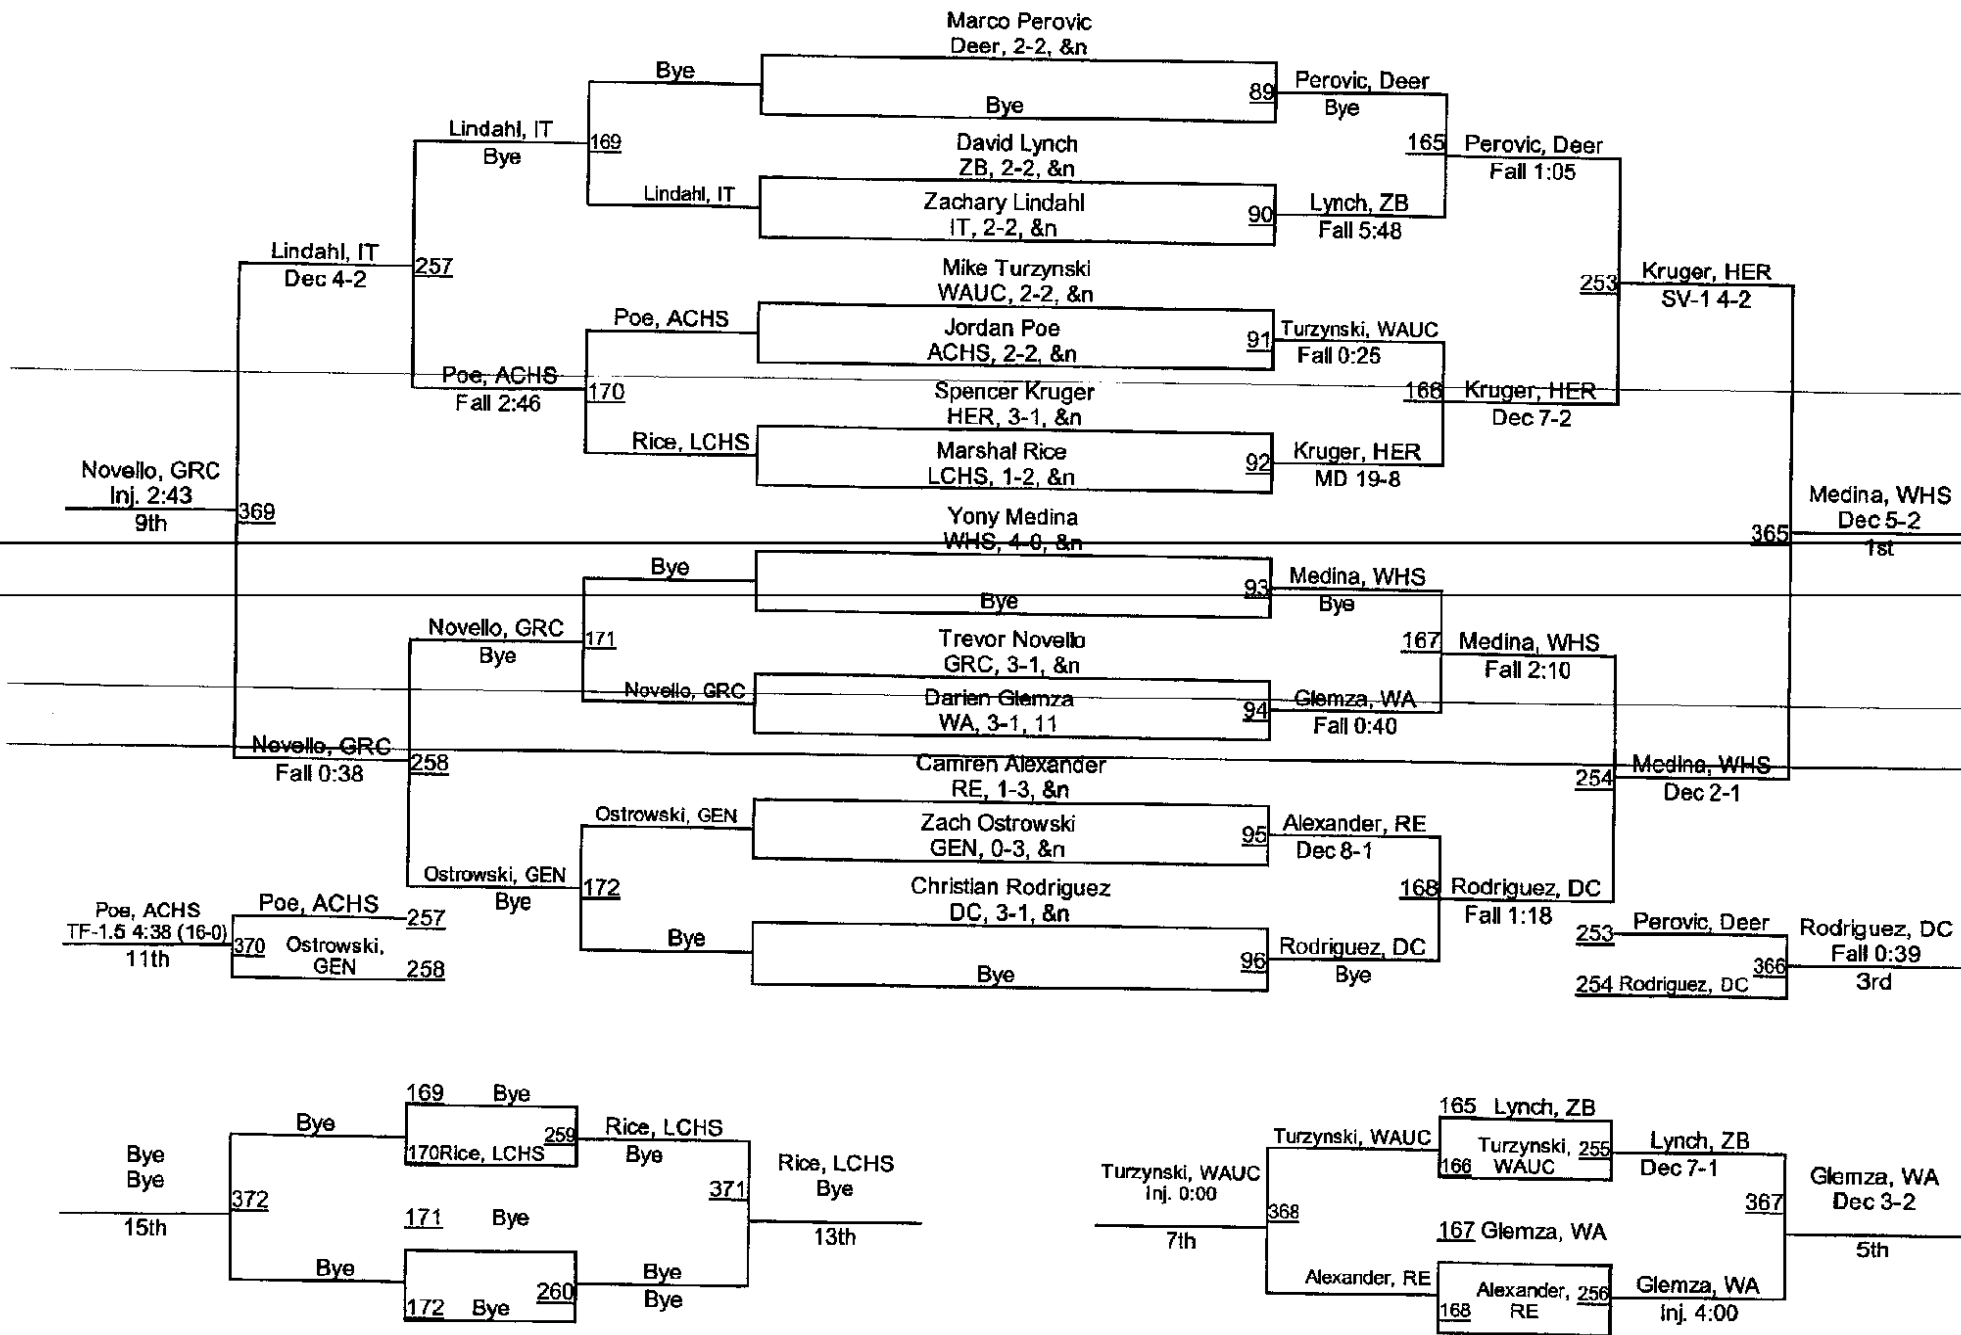 Marco Perovic
Deer, 2-2, &n
Bye
89
Perovic, Deer
Bye
Bye
Lindahl, IT
Bye
169
David Lynch
ZB, 2-2, &n
165
Perovic, Deer
Fall 1:05
Lindahl, IT
Zachary Lindahl
IT, 2-2, &n
90
Lynch, ZB
Fall 5:48
Lindahl, IT
Dec 4-2
257
Mike Turzynski
WAUC, 2-2, &n
253
Kruger, HER
SV-1 4-2
Poe, ACHS
Jordan Poe
ACHS, 2-2, &n
91
Turzynski, WAUC
Fall 0:25
Poe, ACHS
Fall 2:46
170
Spencer Kruger
HER, 3-1, &n
166
Kruger, HER
Dec 7-2
Rice, LCHS
Marshal Rice
LCHS, 1-2, &n
92
Kruger, HER
MD 19-8
Novello, GRC
Inj. 2:43
9th
369
Yony Medina
WHS, 4-0, &n
365
Medina, WHS
Dec 5-2
1st
Bye
Bye
93
Medina, WHS
Bye
Novello, GRC
Bye
171
Trevor Novello
GRC, 3-1, &n
167
Medina, WHS
Fall 2:10
Novello, GRC
Darien Glemza
WA, 3-1, 11
94
Glemza, WA
Fall 0:40
Novello, GRC
Fall 0:38
258
Camren Alexander
RE, 1-3, &n
254
Medina, WHS
Dec 2-1
Ostrowski, GEN
Zach Ostrowski
GEN, 0-3, &n
95
Alexander, RE
Dec 8-1
Ostrowski, GEN
Bye
172
Christian Rodriguez
DC, 3-1, &n
168
Rodriguez, DC
Fall 1:18
Bye
Bye
96
Rodriguez, DC
Bye
Poe, ACHS
TF-1.5 4:38 (16-0)
11th
370
Poe, ACHS
257
Ostrowski,
GEN
258
253
Perovic, Deer
254 Rodriguez, DC
366
Rodriguez, DC
Fall 0:39
3rd
Bye
Bye
15th
372
Bye
Bye
169 Bye
170Rice, LCHS
259
171 Bye
172 Bye
260
Rice, LCHS
Bye
Bye
Bye
371
Rice, LCHS
Bye
13th
Turzynski, WAUC
Inj. 0:00
7th
368
Turzynski, WAUC
Alexander, RE
165 Lynch, ZB
Turzynski,
166 WAUC
255
167 Glemza, WA
Alexander,
168 RE
256
Lynch, ZB
Dec 7-1
Glemza, WA
Inj. 4:00
367
Glemza, WA
Dec 3-2
5th